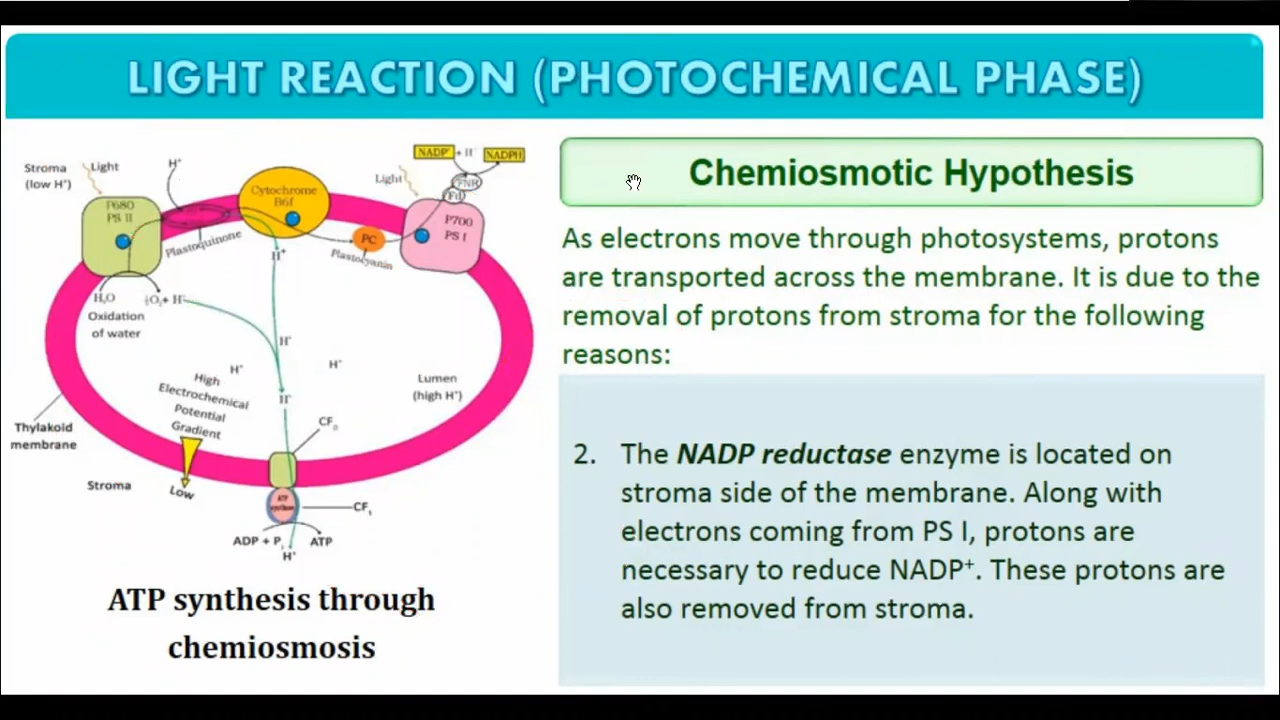 LIGHT REACTION (PHOTOCHEMICAL PHASE)
Stroma
(low H⁺)
Light
H⁺
Cytochrome
B6f
Light
NADP⁺ + H⁺
NADPH
FNR
Fd
P680
PS II
Plastoquinone
PC
Plastocyanin
P700
PS I
H⁺
H₂O
½O₂ + H⁺
Oxidation
of water
H⁺
H⁺
H⁺
High
Electrochemical
Potential
Gradient
Lumen
(high H⁺)
H⁺
CF₀
Thylakoid
membrane
Stroma
Low
ATP
synthase
CF₁
ADP + Pᵢ
ATP
H⁺
ATP synthesis through
chemiosmosis
Chemiosmotic Hypothesis
As electrons move through photosystems, protons
are transported across the membrane. It is due to the
removal of protons from stroma for the following
reasons:
2. The NADP reductase enzyme is located on
stroma side of the membrane. Along with
electrons coming from PS I, protons are
necessary to reduce NADP⁺. These protons are
also removed from stroma.